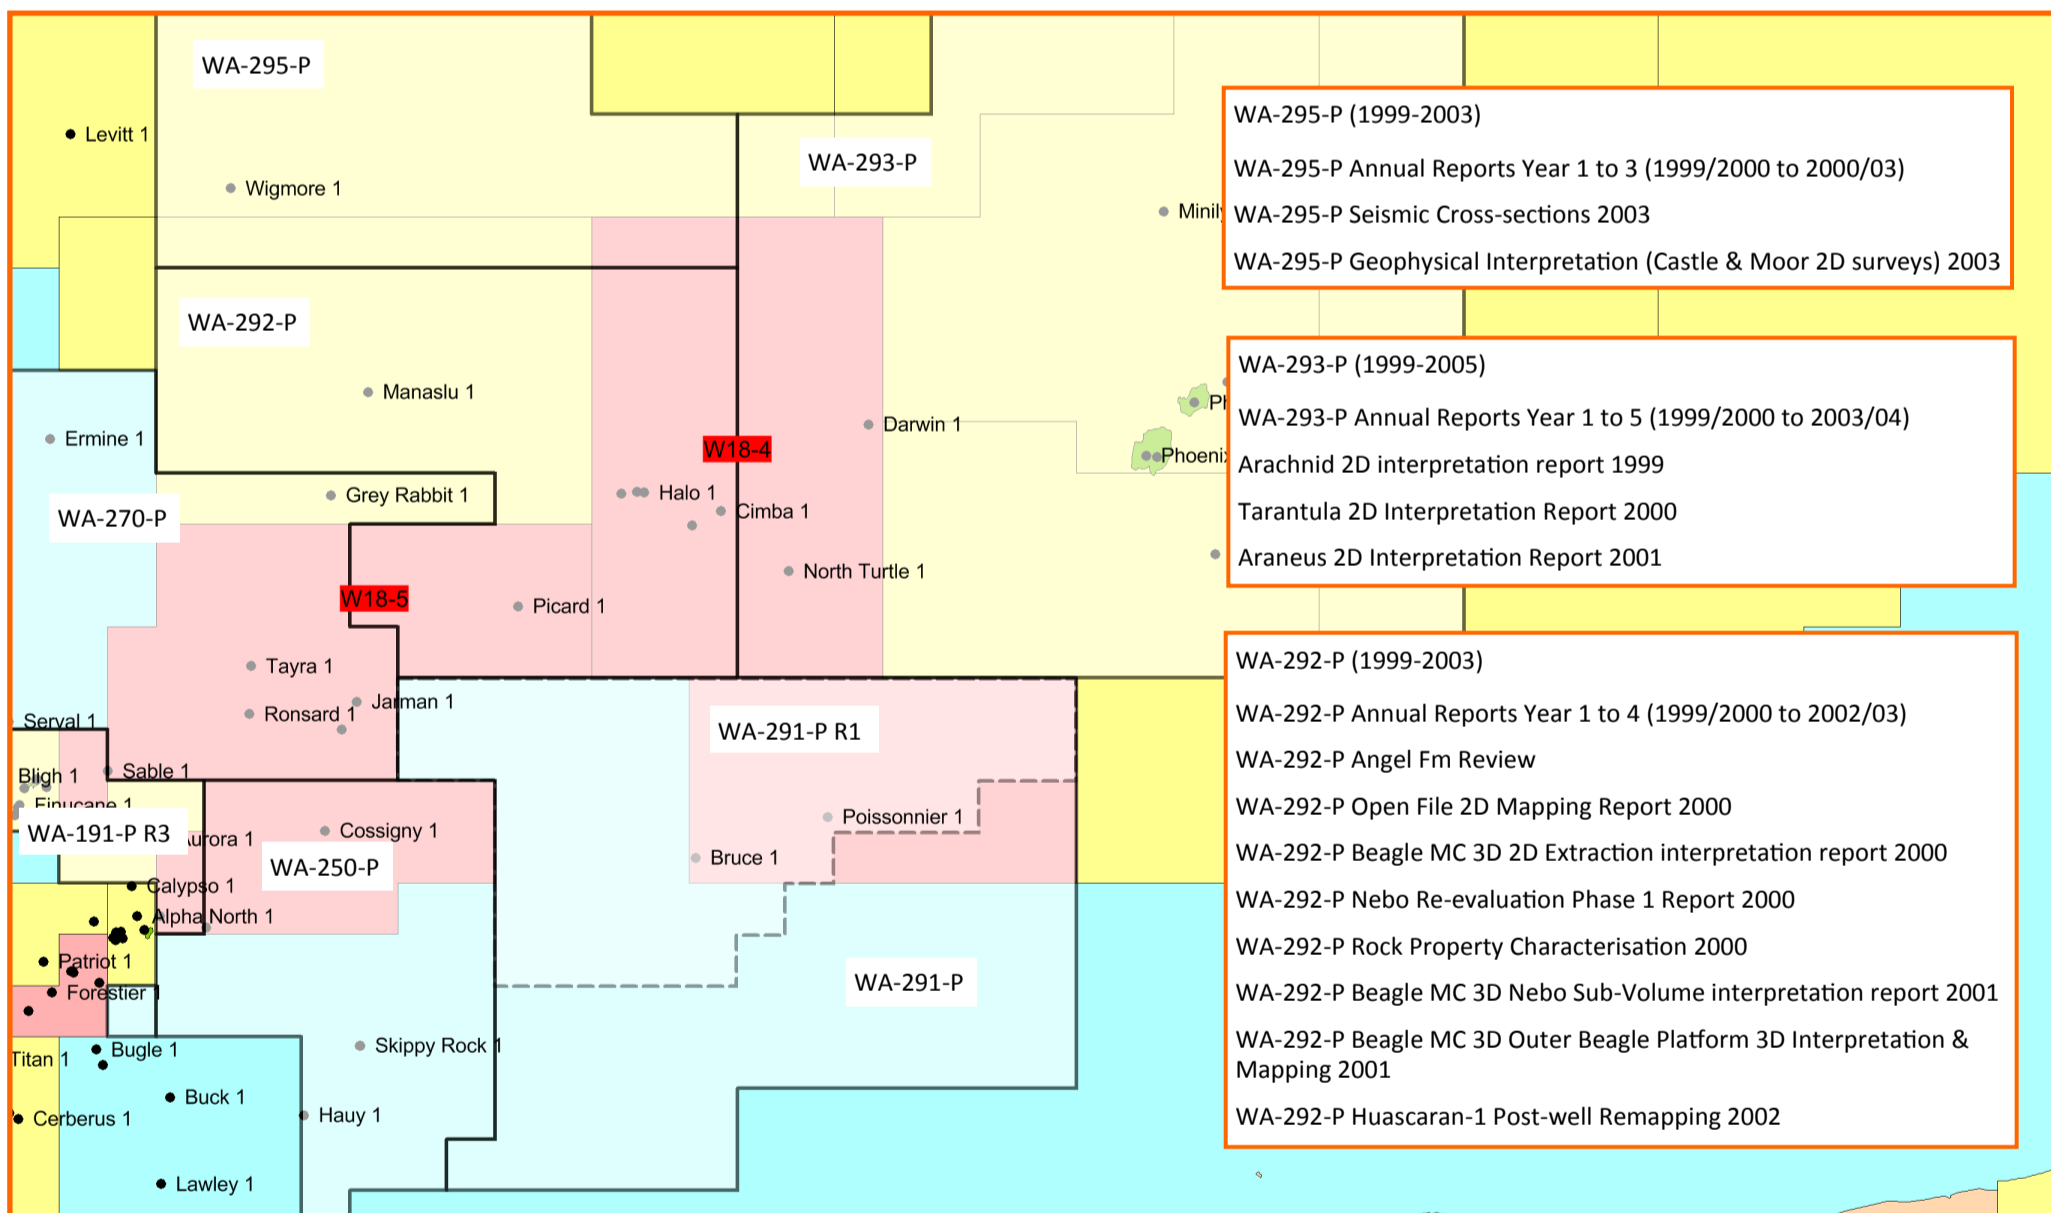 WA-295-P
Levitt 1
Wigmore 1
WA-293-P
WA-292-P
Manaslu 1
Ermine 1
Darwin 1
W18-4
Grey Rabbit 1
Halo 1
Cimba 1
WA-270-P
North Turtle 1
W18-5
Picard 1
Tayra 1
Jarman 1
Ronsard 1
Serval 1
WA-291-P R1
Sable 1
Bligh 1
Finucane 1
WA-191-P R3
Cossigny 1
Poissonnier 1
WA-250-P
Bruce 1
Calypso 1
Alpha North 1
Patriot 1
WA-291-P
Forestier 1
Skippy Rock 1
Bugle 1
Titan 1
Buck 1
Cerberus 1
Hauy 1
Lawley 1
WA-295-P (1999-2003)
WA-295-P Annual Reports Year 1 to 3 (1999/2000 to 2000/03)
WA-295-P Seismic Cross-sections 2003
WA-295-P Geophysical Interpretation (Castle & Moor 2D surveys) 2003
WA-293-P (1999-2005)
WA-293-P Annual Reports Year 1 to 5 (1999/2000 to 2003/04)
Arachnid 2D interpretation report 1999
Tarantula 2D Interpretation Report 2000
Araneus 2D Interpretation Report 2001
WA-292-P (1999-2003)
WA-292-P Annual Reports Year 1 to 4 (1999/2000 to 2002/03)
WA-292-P Angel Fm Review
WA-292-P Open File 2D Mapping Report 2000
WA-292-P Beagle MC 3D 2D Extraction interpretation report 2000
WA-292-P Nebo Re-evaluation Phase 1 Report 2000
WA-292-P Rock Property Characterisation 2000
WA-292-P Beagle MC 3D Nebo Sub-Volume interpretation report 2001
WA-292-P Beagle MC 3D Outer Beagle Platform 3D Interpretation &
Mapping 2001
WA-292-P Huascaran-1 Post-well Remapping 2002